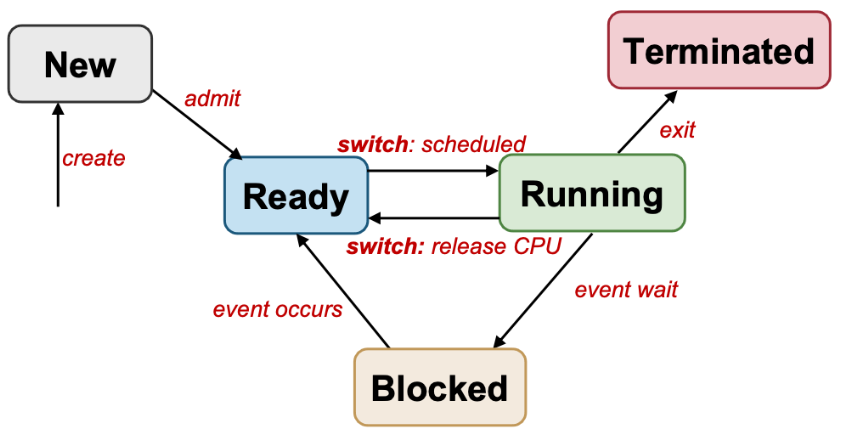 New
Terminated
admit
exit
create
switch: scheduled
Ready
Running
switch: release CPU
event occurs
event wait
Blocked